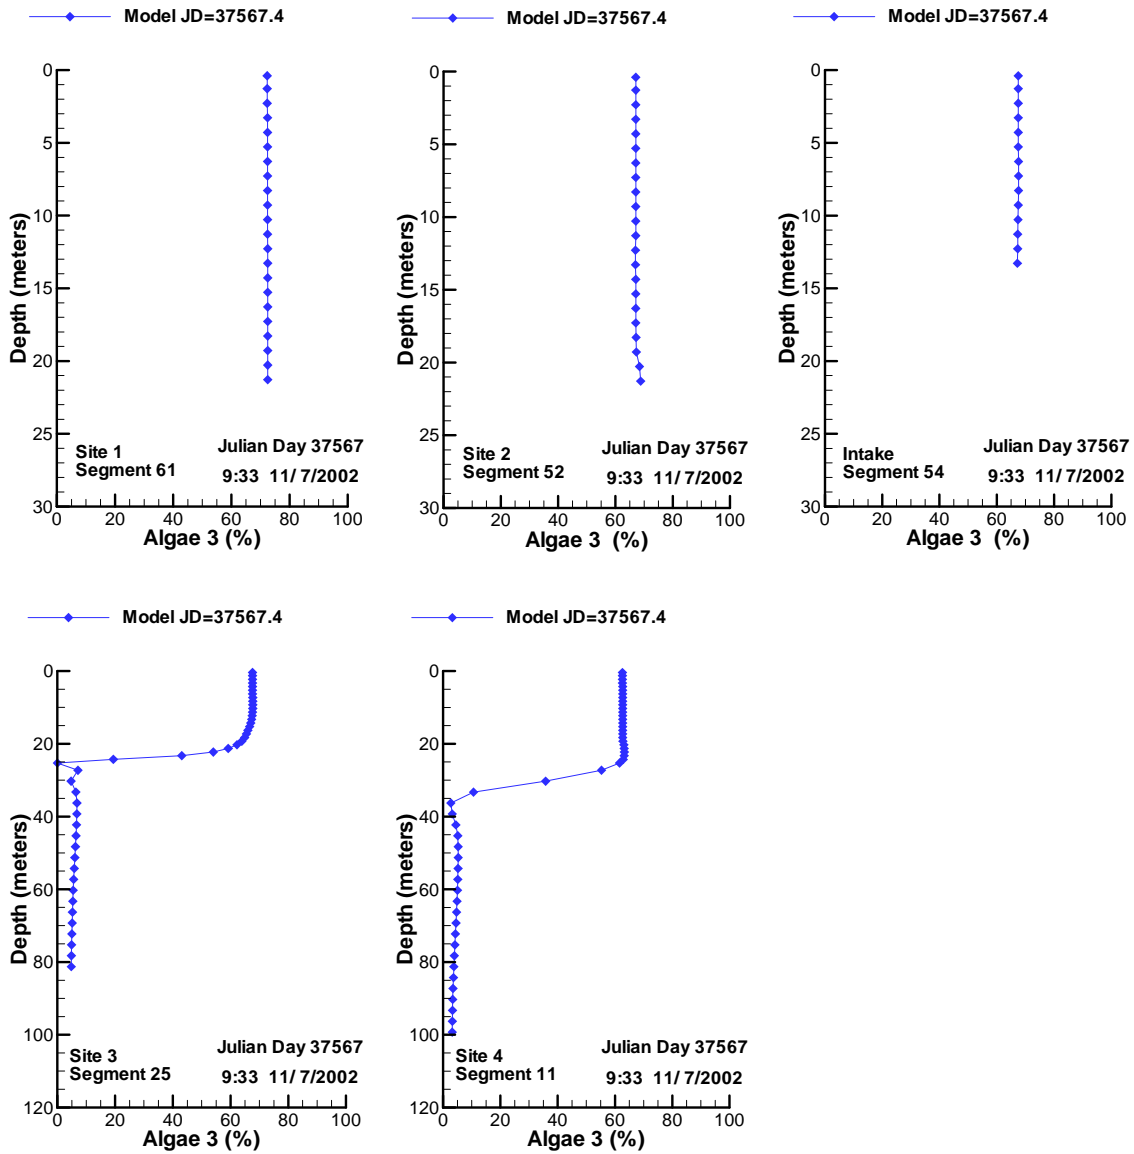 Model JD=37567.4
0
5
10
15
20
25
30
0 20 40 60 80 100
Depth (meters)
Algae 3 (%)
Site 1
Segment 61
Julian Day 37567
9:33 11/ 7/2002
Model JD=37567.4
0
5
10
15
20
25
30
0 20 40 60 80 100
Depth (meters)
Algae 3 (%)
Site 2
Segment 52
Julian Day 37567
9:33 11/ 7/2002
Model JD=37567.4
0
5
10
15
20
25
30
0 20 40 60 80 100
Depth (meters)
Algae 3 (%)
Intake
Segment 54
Julian Day 37567
9:33 11/ 7/2002
Model JD=37567.4
0
20
40
60
80
100
120
0 20 40 60 80 100
Depth (meters)
Algae 3 (%)
Site 3
Segment 25
Julian Day 37567
9:33 11/ 7/2002
Model JD=37567.4
0
20
40
60
80
100
120
0 20 40 60 80 100
Depth (meters)
Algae 3 (%)
Site 4
Segment 11
Julian Day 37567
9:33 11/ 7/2002